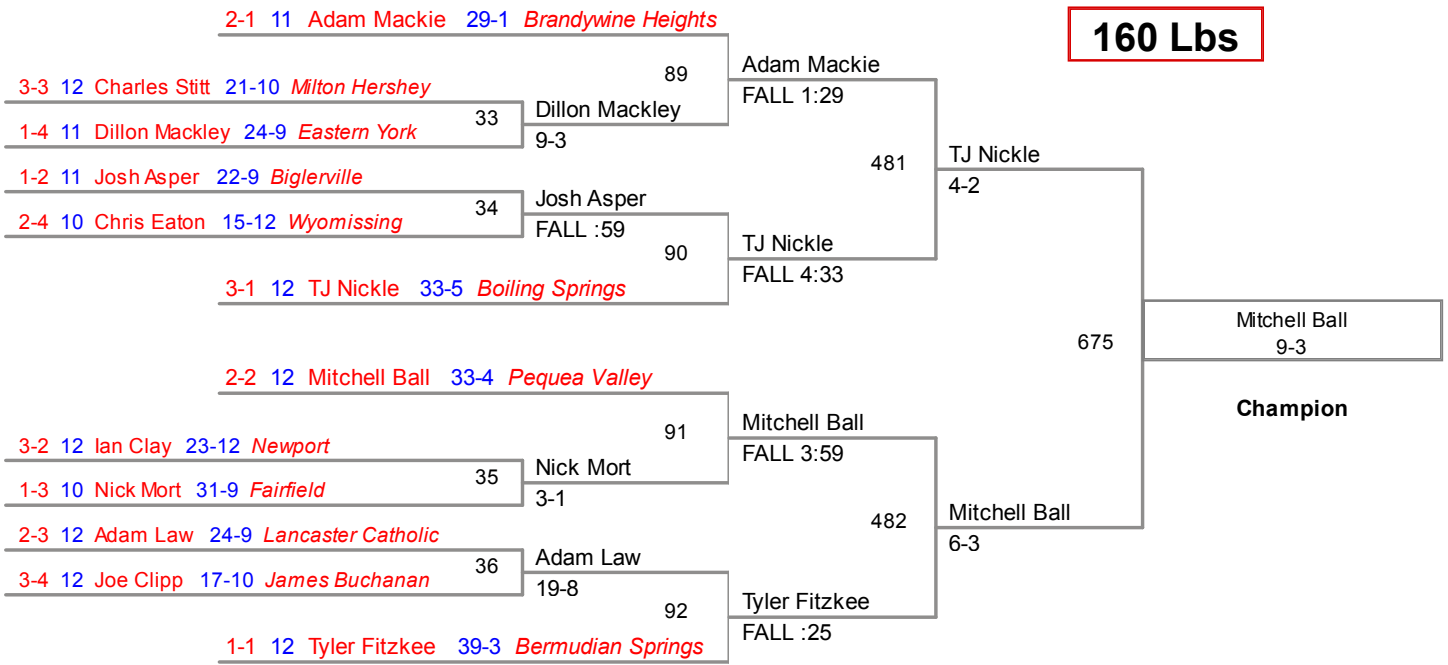 2-1 11 Adam Mackie 29-1 Brandywine Heights
160 Lbs
89
Adam Mackie
FALL 1:29
3-3 12 Charles Stitt 21-10 Milton Hershey
33
Dillon Mackley
9-3
1-4 11 Dillon Mackley 24-9 Eastern York
481
TJ Nickle
4-2
1-2 11 Josh Asper 22-9 Biglerville
34
Josh Asper
FALL :59
2-4 10 Chris Eaton 15-12 Wyomissing
90
TJ Nickle
FALL 4:33
3-1 12 TJ Nickle 33-5 Boiling Springs
675
Mitchell Ball
9-3
Champion
2-2 12 Mitchell Ball 33-4 Pequea Valley
91
Mitchell Ball
FALL 3:59
3-2 12 Ian Clay 23-12 Newport
35
Nick Mort
3-1
1-3 10 Nick Mort 31-9 Fairfield
482
Mitchell Ball
6-3
2-3 12 Adam Law 24-9 Lancaster Catholic
36
Adam Law
19-8
3-4 12 Joe Clipp 17-10 James Buchanan
92
Tyler Fitzkee
FALL :25
1-1 12 Tyler Fitzkee 39-3 Bermudian Springs